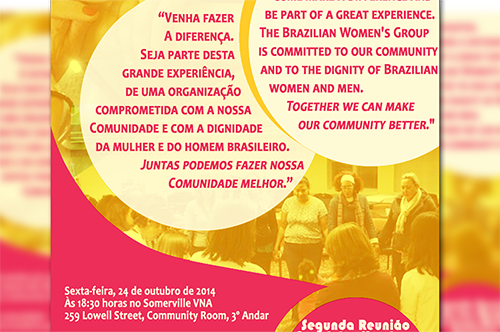 "VENHA FAZER
A DIFERENÇA.
SEJA PARTE DESTA
GRANDE EXPERIÊNCIA,
DE UMA ORGANIZAÇÃO
COMPROMETIDA COM A NOSSA
COMUNIDADE E COM A DIGNIDADE
DA MULHER E DO HOMEM BRASILEIRO.
JUNTAS PODEMOS FAZER NOSSA
COMUNIDADE MELHOR."
BE PART OF A GREAT EXPERIENCE.
THE BRAZILIAN WOMEN'S GROUP
IS COMMITTED TO OUR COMMUNITY
AND TO THE DIGNITY OF BRAZILIAN
WOMEN AND MEN.
TOGETHER WE CAN MAKE
OUR COMMUNITY BETTER."
Sexta-feira, 24 de outubro de 2014
Às 18:30 horas no Somerville VNA
259 Lowell Street, Community Room, 3° Andar
Segunda Reunião